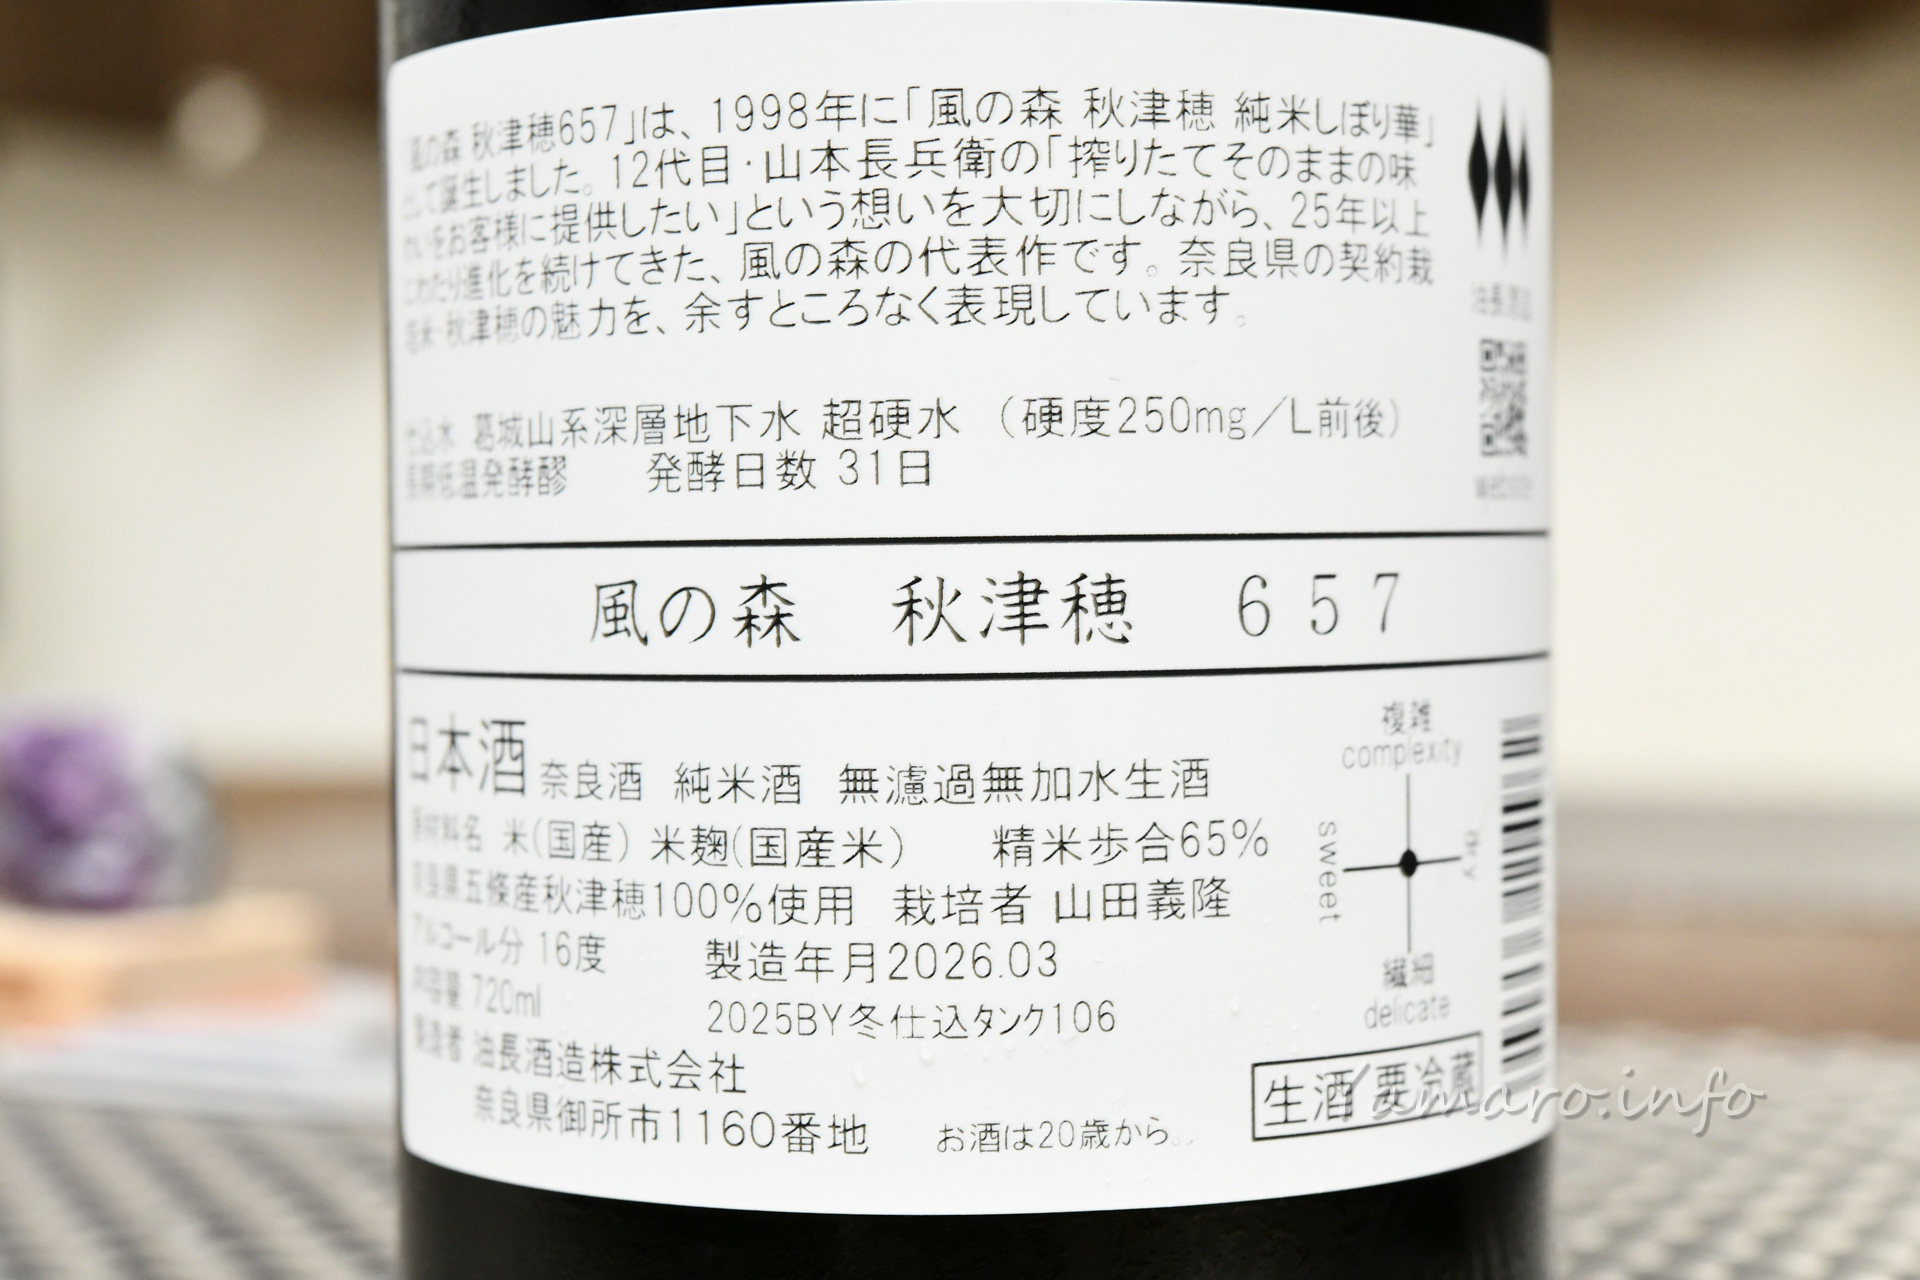 「風の森 秋津穂657」は、1998年に「風の森 秋津穂 純米しぼり華」
として誕生しました。12代目・山本長兵衛の「搾りたてそのままの味
わいをお客様に提供したい」という想いを大切にしながら、25年以上
にわたり進化を続けてきた、風の森の代表作です。奈良県の契約栽
培米・秋津穂の魅力を、余すところなく表現しています。
油長酒造
website
仕込水 葛城山系深層地下水 超硬水 (硬度250mg/L前後)
長期低温発酵醪 発酵日数 31日
風の森 秋津穂 657
日本酒 奈良酒 純米酒 無濾過無加水生酒
原材料名 米(国産) 米麹(国産米) 精米歩合65%
奈良県五條産秋津穂100%使用 栽培者 山田義隆
アルコール分 16度 製造年月2026.03
内容量 720ml 2025BY冬仕込タンク106
製造者 油長酒造株式会社
奈良県御所市1160番地 お酒は20歳から。
複雑
complexity
sweet
dry
繊細
delicate
生酒 要冷蔵
Yamaro.info